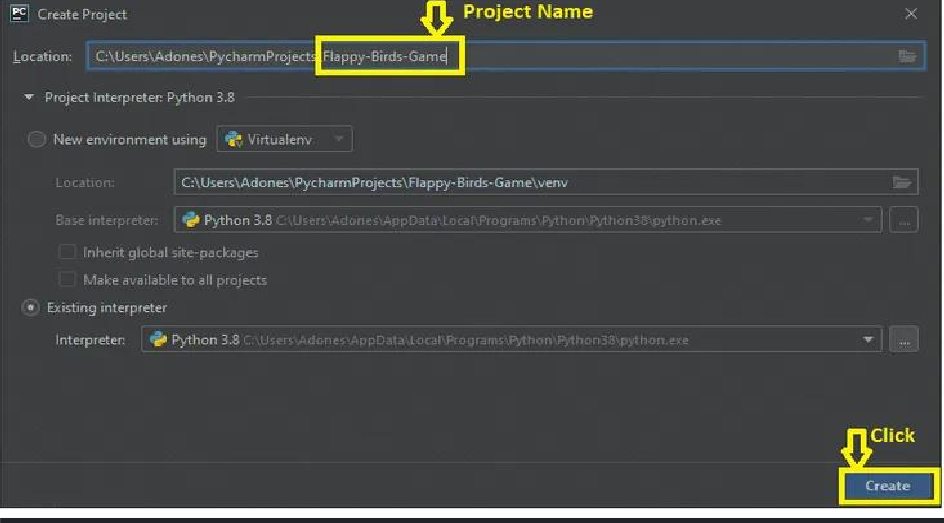 Project Name
PC Create Project
Location: C:\Users\Adones\PycharmProjects\Flappy-Birds-Game
Project Interpreter: Python 3.8
New environment using Virtualenv
Location: C:\Users\Adones\PycharmProjects\Flappy-Birds-Game\venv
Base interpreter: Python 3.8 C:\Users\Adones\AppData\Local\Programs\Python\Python38\python.exe ...
Inherit global site-packages
Make available to all projects
Existing interpreter
Interpreter: Python 3.8 C:\Users\Adones\AppData\Local\Programs\Python\Python38\python.exe ...
Click
Create